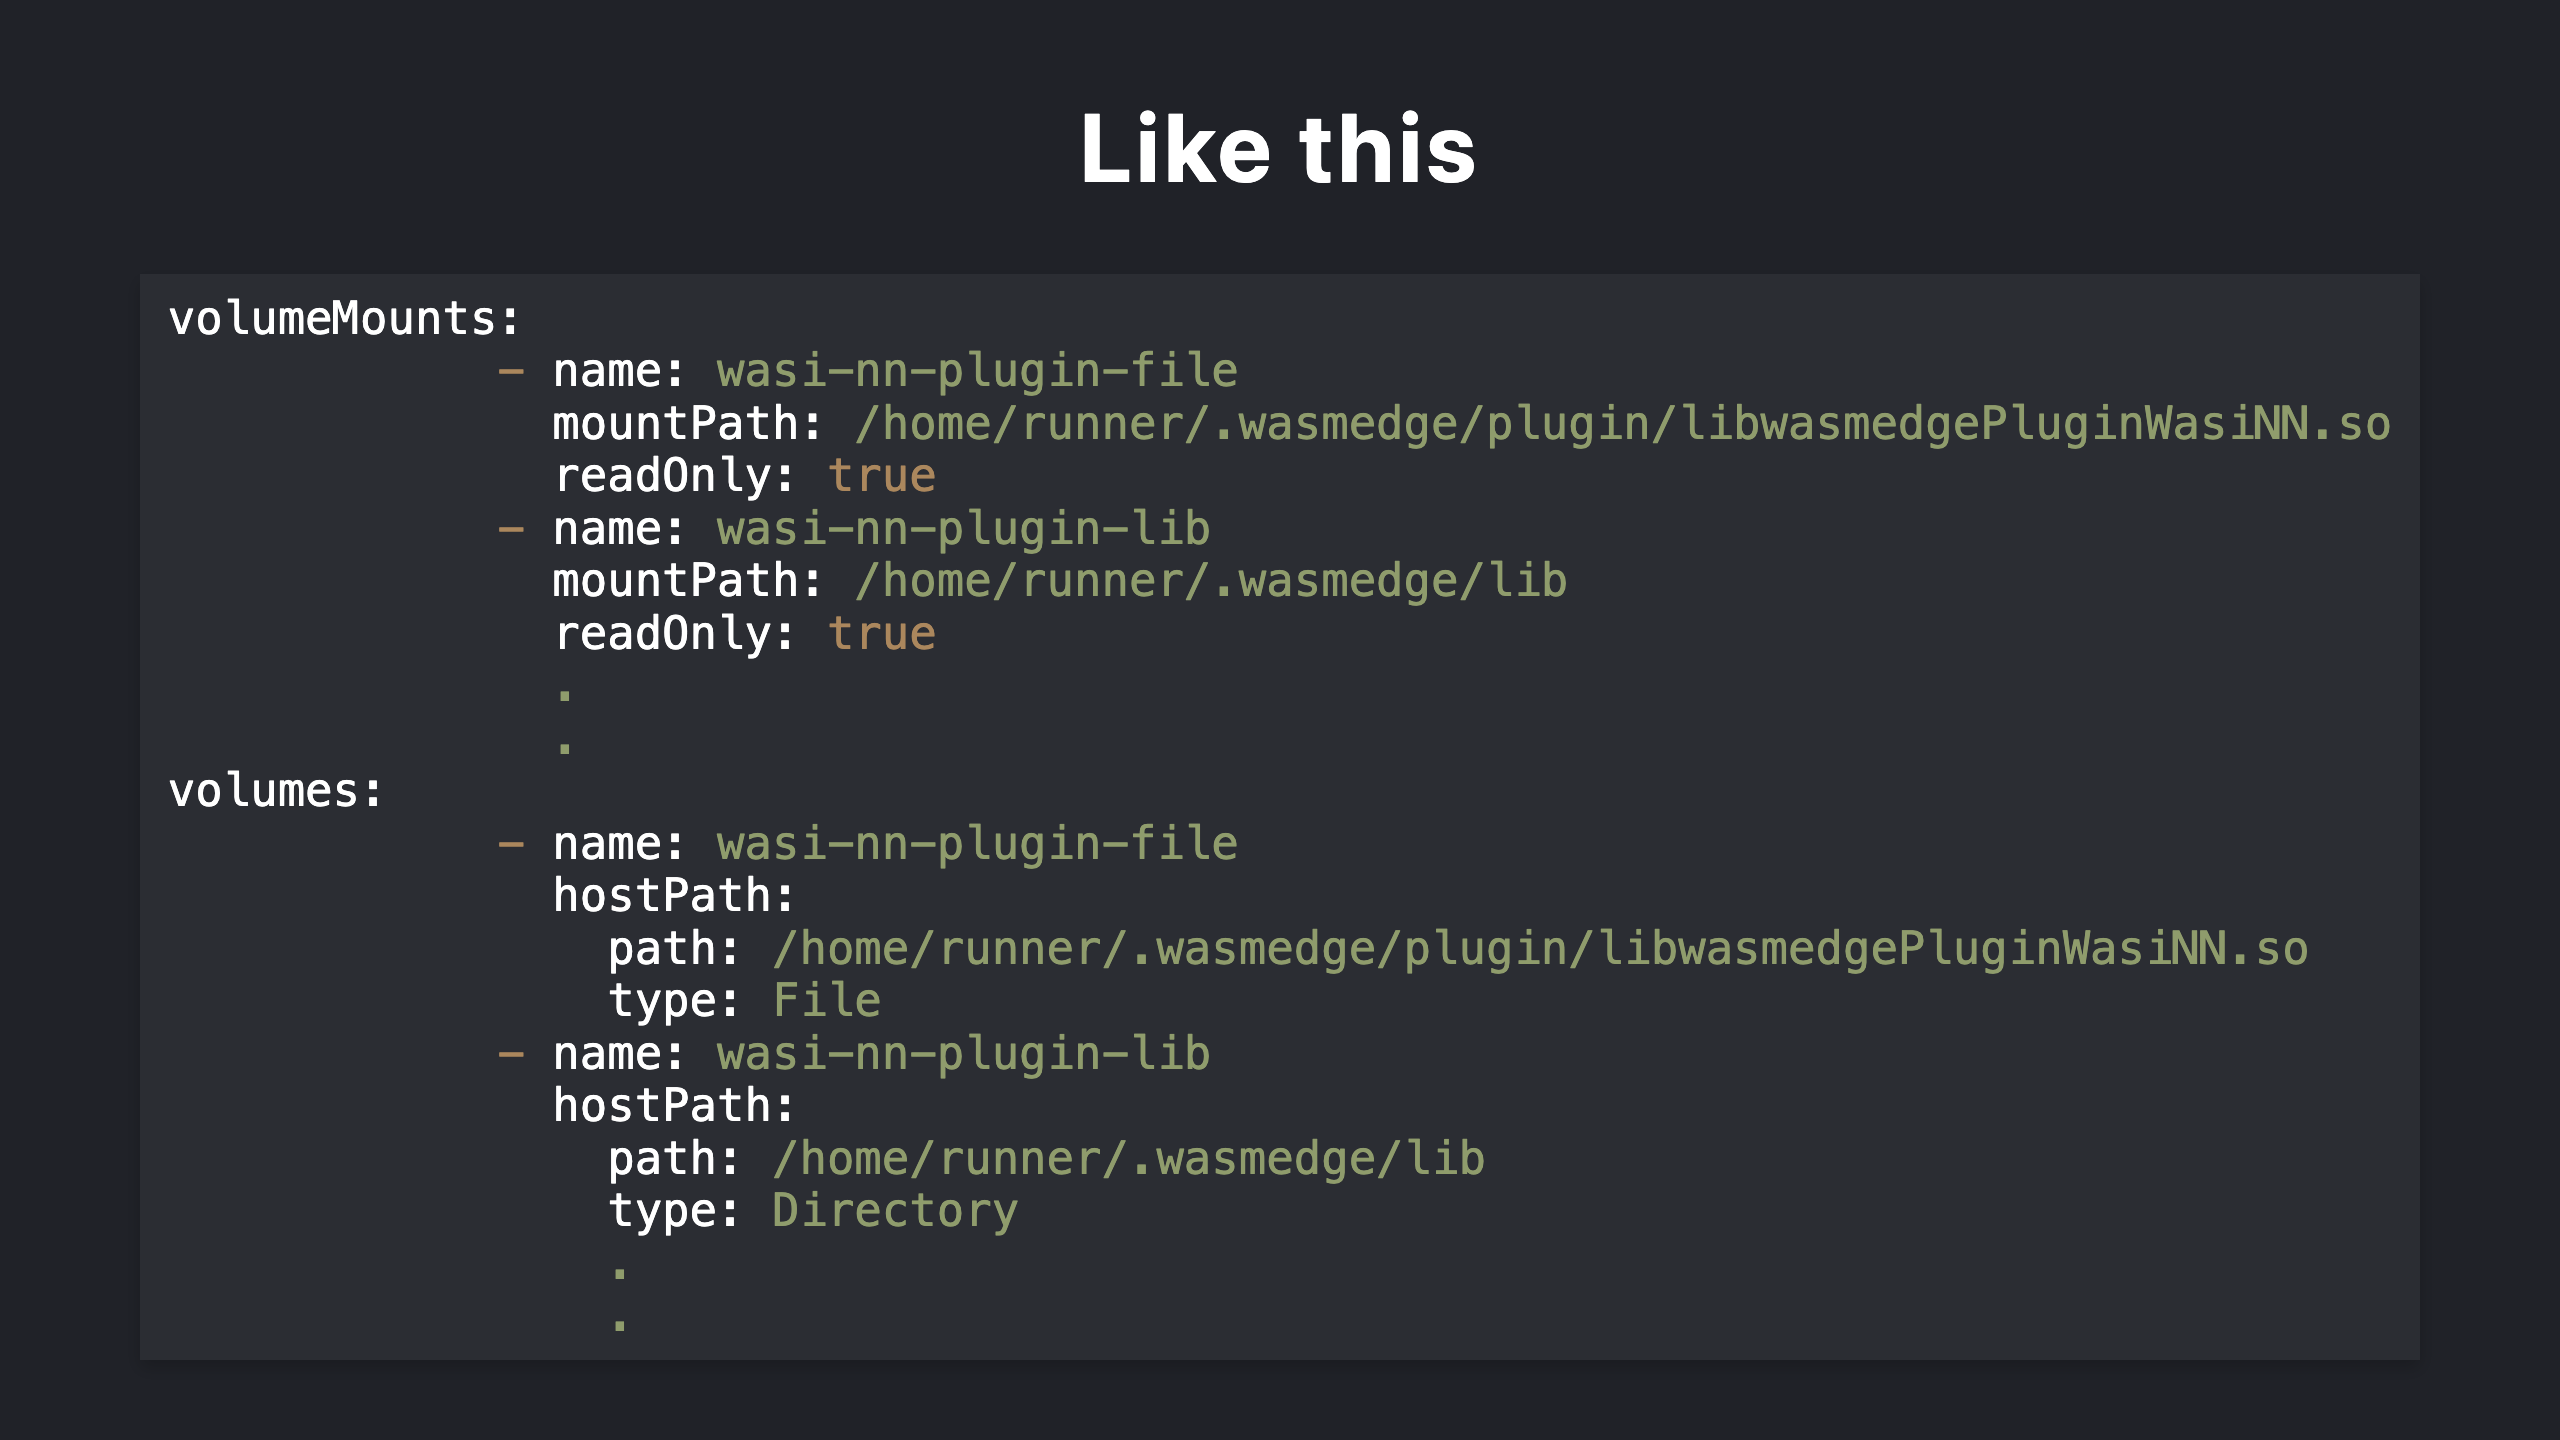 Like this
volumeMounts:
- name: wasi-nn-plugin-file
mountPath: /home/runner/.wasmedge/plugin/libwasmedgePluginWasiNN.so
readOnly: true
- name: wasi-nn-plugin-lib
mountPath: /home/runner/.wasmedge/lib
readOnly: true
.
.
volumes:
- name: wasi-nn-plugin-file
hostPath:
path: /home/runner/.wasmedge/plugin/libwasmedgePluginWasiNN.so
type: File
- name: wasi-nn-plugin-lib
hostPath:
path: /home/runner/.wasmedge/lib
type: Directory
.
.